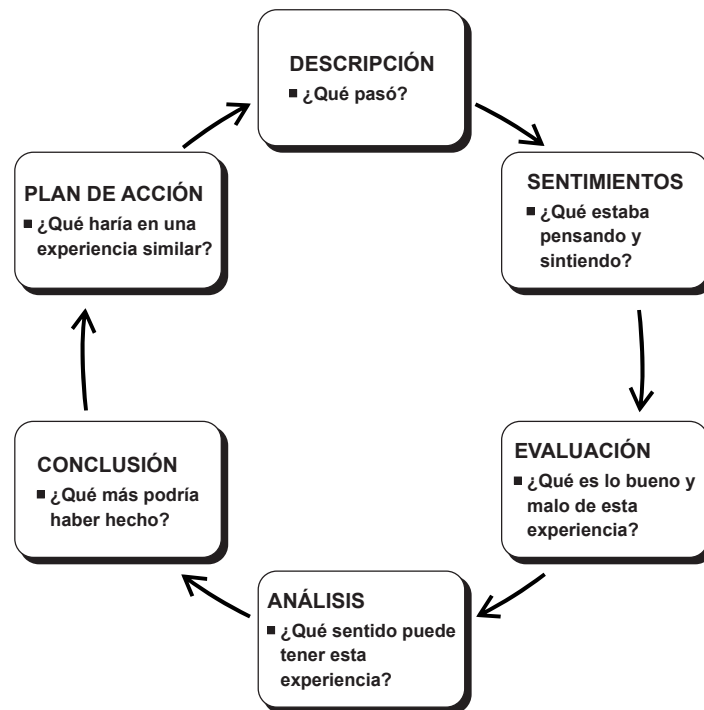 DESCRIPCIÓN
▪ ¿Qué pasó?
SENTIMIENTOS
▪ ¿Qué estaba
pensando y
sintiendo?
EVALUACIÓN
▪ ¿Qué es lo bueno y
malo de esta
experiencia?
ANÁLISIS
▪ ¿Qué sentido puede
tener esta
experiencia?
CONCLUSIÓN
▪ ¿Qué más podría
haber hecho?
PLAN DE ACCIÓN
▪ ¿Qué haría en una
experiencia similar?